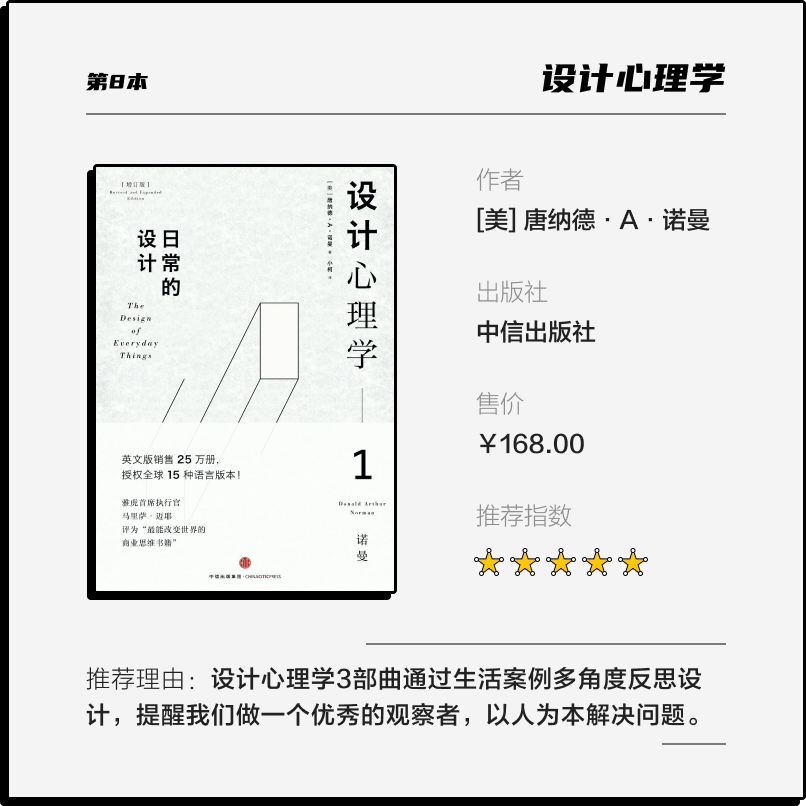 第8本
设计心理学
[增订版]
Revised and Expanded
Edition
设计
日常的
The
Design
of
Everyday
Things
[美]唐纳德·A·诺曼 著 小柯 译
设计心理学
1
英文版销售 25 万册，
授权全球 15 种语言版本！
雅虎首席执行官
马里萨·迈耶
评为“最能改变世界的
商业思维书籍”
Donald Arthur
Norman
诺曼
中信出版集团·CHINACITICPRESS
作者
[美] 唐纳德·A·诺曼
出版社
中信出版社
售价
￥168.00
推荐指数
推荐理由：设计心理学3部曲通过生活案例多角度反思设
计，提醒我们做一个优秀的观察者，以人为本解决问题。